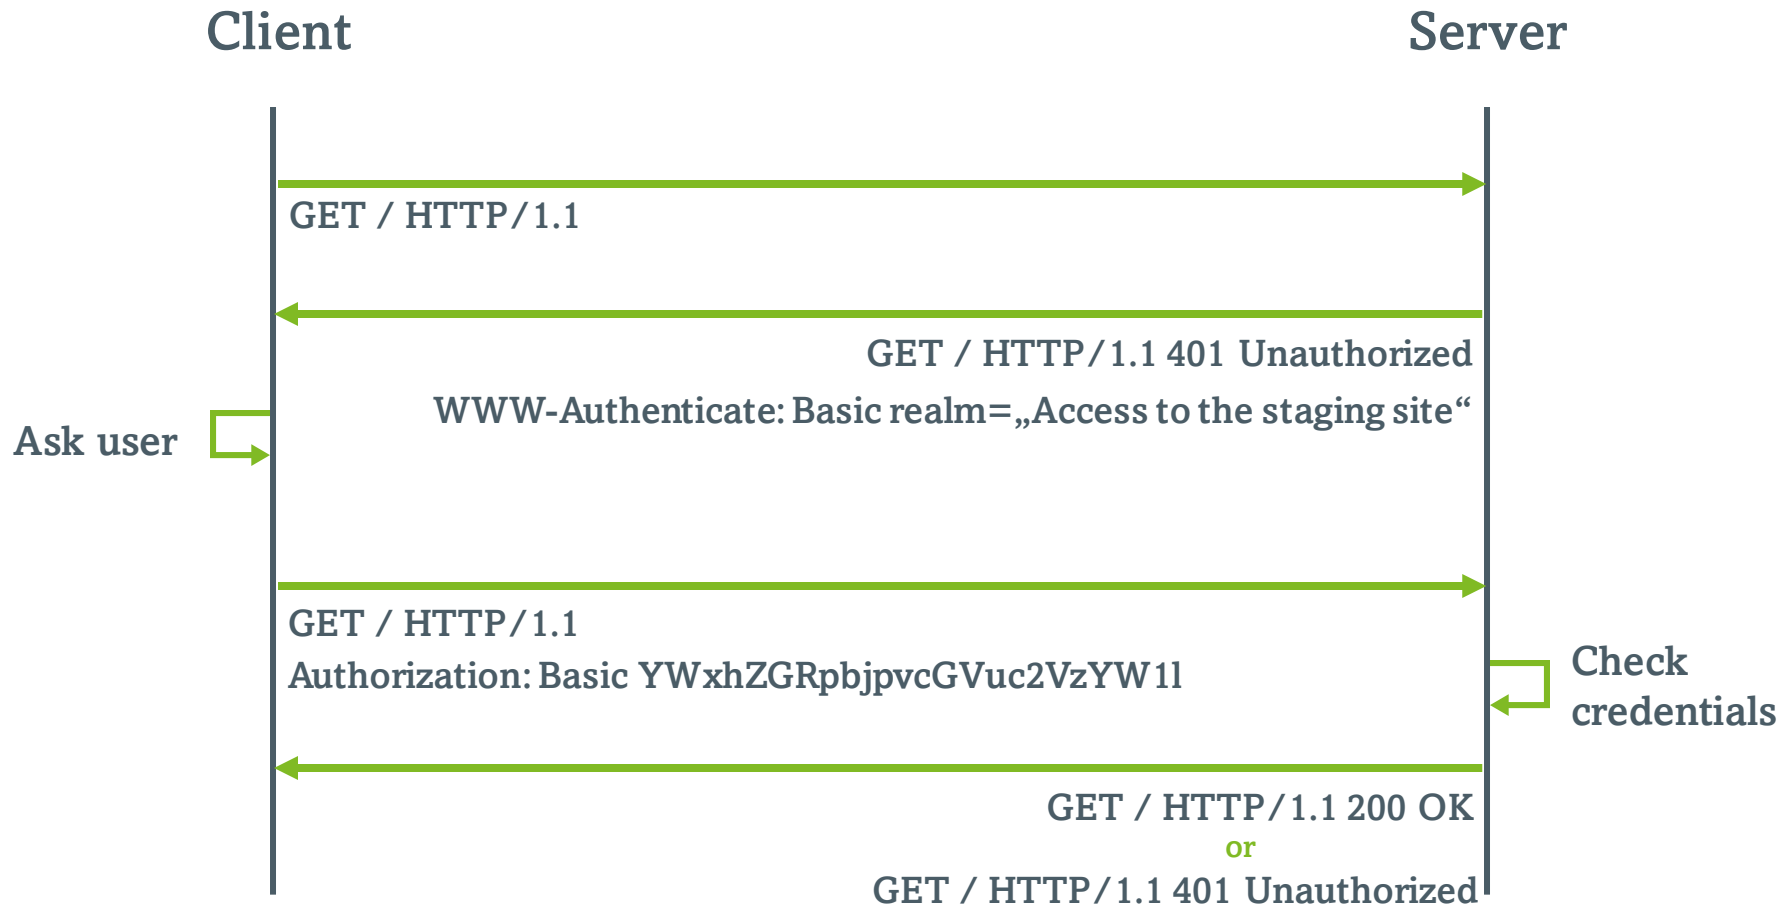 Client
Server
GET / HTTP/1.1
GET / HTTP/1.1 401 Unauthorized
WWW-Authenticate: Basic realm=„Access to the staging site“
Ask user
GET / HTTP/1.1
Authorization: Basic YWxhZGRpbjpvcGVuc2VzYW1l
Check
credentials
GET / HTTP/1.1 200 OK
or
GET / HTTP/1.1 401 Unauthorized